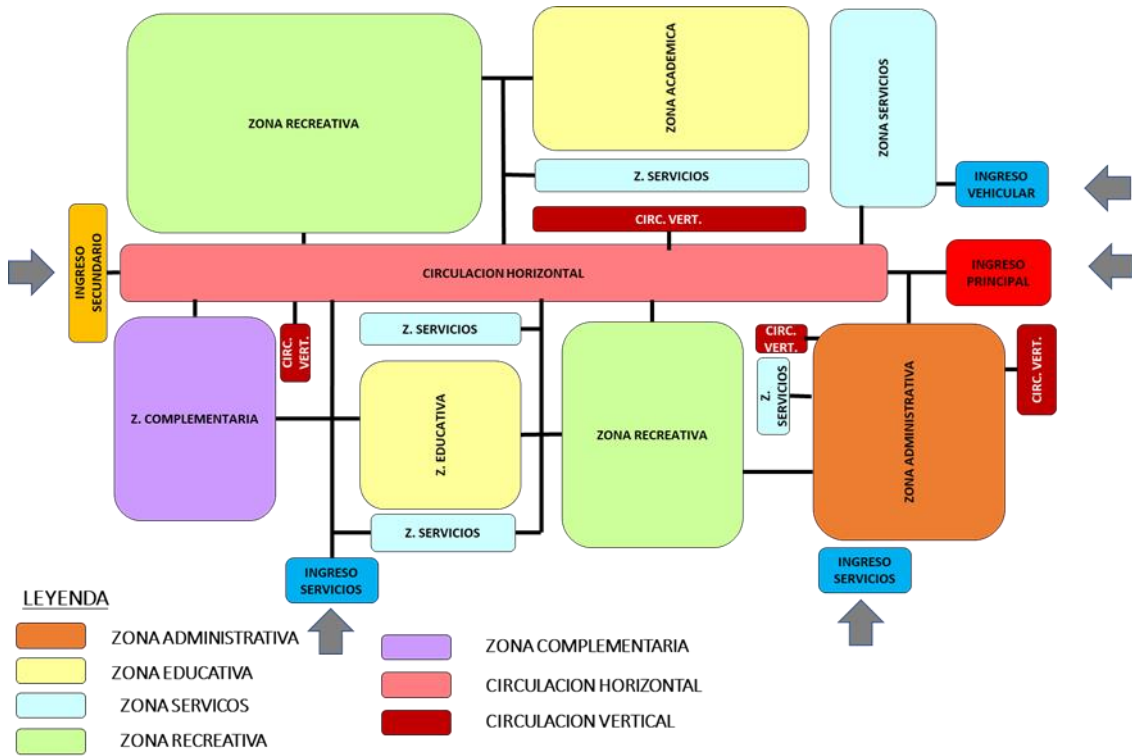 ZONA RECREATIVA
ZONA ACADEMICA
ZONA SERVICIOS
Z. SERVICIOS
INGRESO
VEHICULAR
CIRC. VERT.
INGRESO
SECUNDARIO
CIRCULACION HORIZONTAL
INGRESO
PRINCIPAL
Z. COMPLEMENTARIA
CIRC.
VERT.
Z. SERVICIOS
Z. EDUCATIVA
Z. SERVICIOS
ZONA RECREATIVA
CIRC.
VERT.
Z.
SERVICIOS
ZONA ADMINISTRATIVA
CIRC. VERT.
INGRESO
SERVICIOS
INGRESO
SERVICIOS
LEYENDA
ZONA ADMINISTRATIVA
ZONA EDUCATIVA
ZONA SERVICOS
ZONA RECREATIVA
ZONA COMPLEMENTARIA
CIRCULACION HORIZONTAL
CIRCULACION VERTICAL